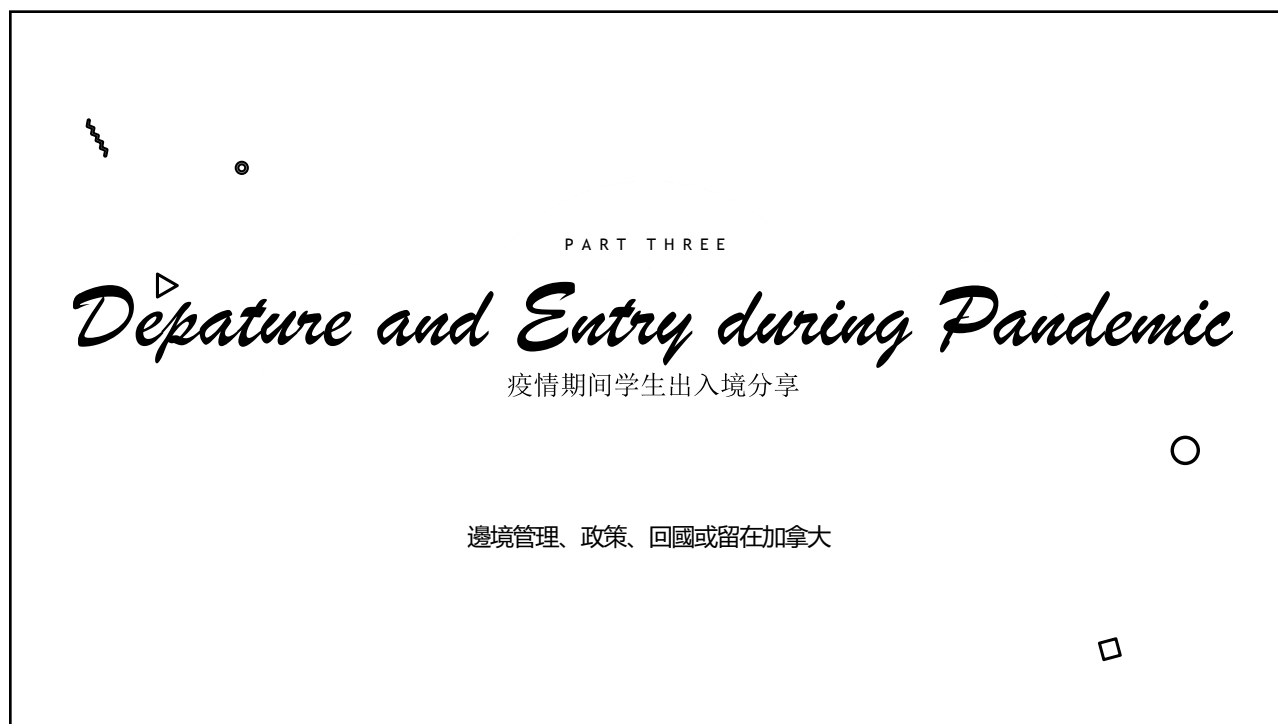 PART THREE
Depature and Entry during Pandemic
疫情期间学生出入境分享
邊境管理、政策、回國或留在加拿大